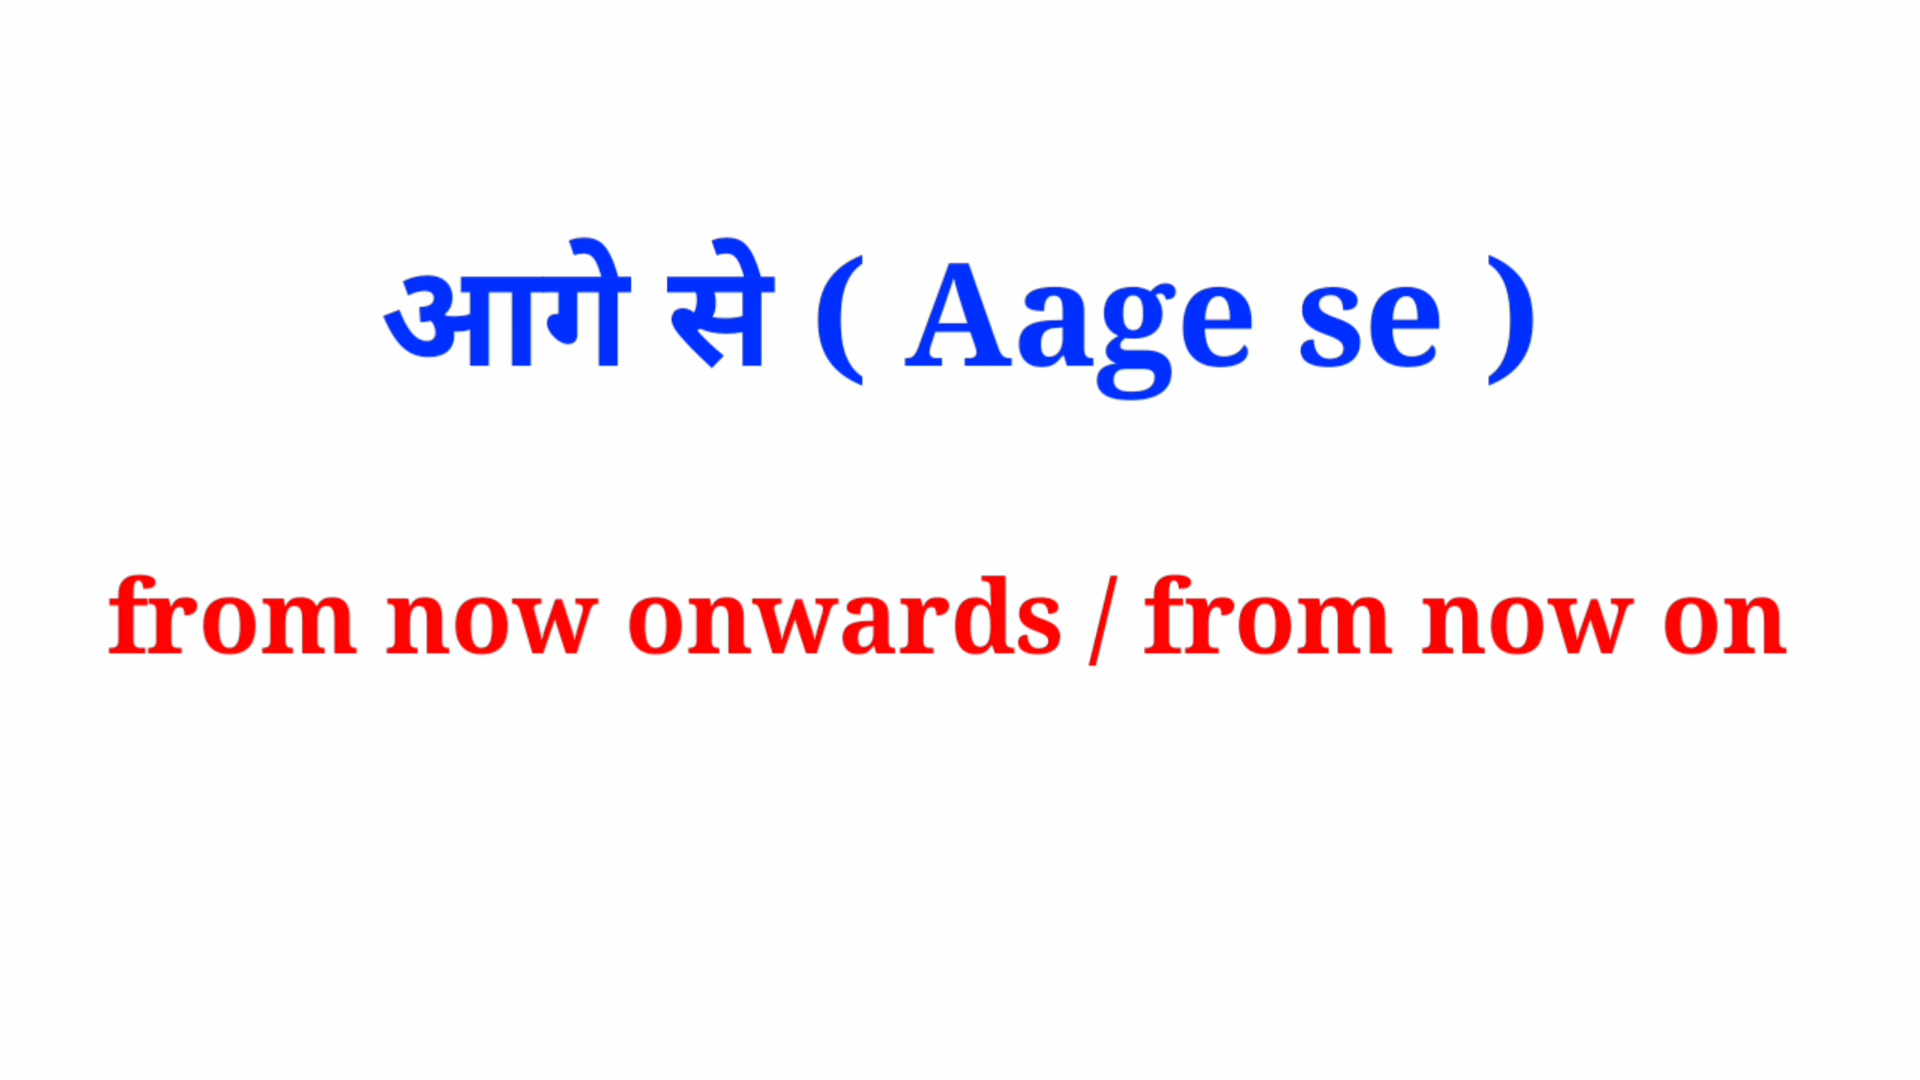 आगे से ( Aage se )
from now onwards / from now on